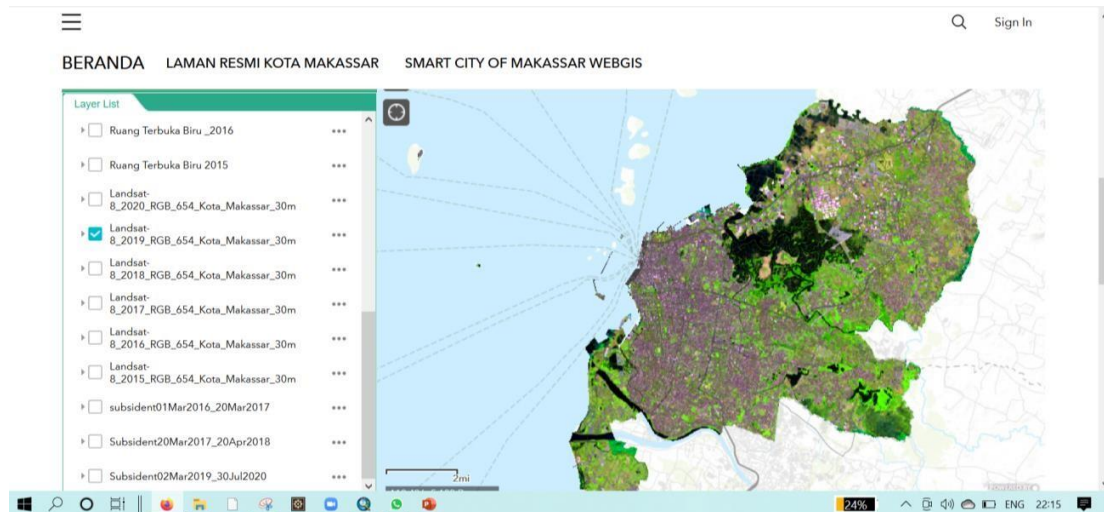 Sign In
BERANDA LAMAN RESMI KOTA MAKASSAR SMART CITY OF MAKASSAR WEBGIS
Layer List
Ruang Terbuka Biru _2016
Ruang Terbuka Biru 2015
Landsat-
8_2020_RGB_654_Kota_Makassar_30m
Landsat-
8_2019_RGB_654_Kota_Makassar_30m
Landsat-
8_2018_RGB_654_Kota_Makassar_30m
Landsat-
8_2017_RGB_654_Kota_Makassar_30m
Landsat-
8_2016_RGB_654_Kota_Makassar_30m
Landsat-
8_2015_RGB_654_Kota_Makassar_30m
subsident01Mar2016_20Mar2017
Subsident20Mar2017_20Apr2018
Subsident02Mar2019_30Jul2020
2mi
24% ENG 22:15